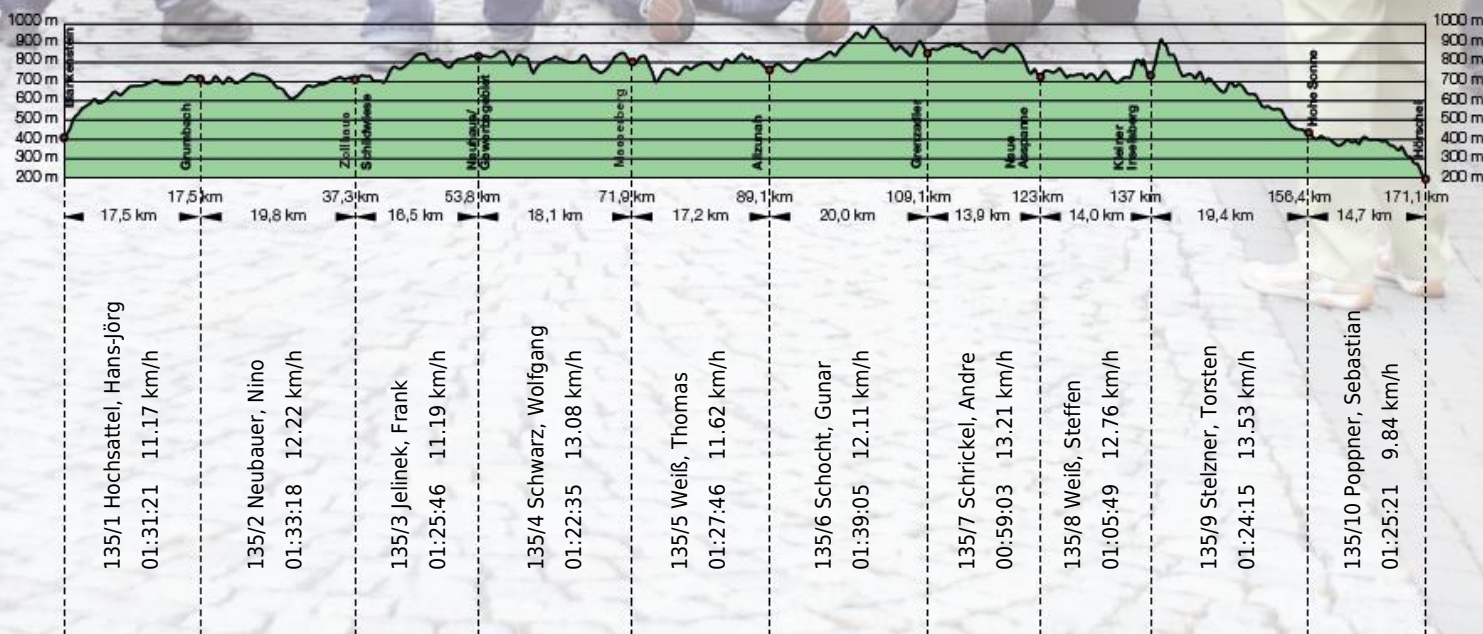 1000 m
900 m
800 m
700 m
600 m
500 m
400 m
300 m
200 m
1000 m
900 m
800 m
700 m
600 m
500 m
400 m
300 m
200 m
Blankenstein
Grumbach
Zollhaus
Schildwiese
Neuhaus/
Gewerbegebiet
Masserberg
Allzunah
Grenzadler
Neue
Ausspanne
Kleiner
Inselsberg
Hohe Sonne
Hörschel
17,5 km
37,3 km
53,8 km
71,9 km
89,1 km
109,1 km
123 km
137 km
156,4 km
171,1 km
17,5 km
19,8 km
16,5 km
18,1 km
17,2 km
20,0 km
13,9 km
14,0 km
19,4 km
14,7 km
135/1 Hochsattel, Hans-Jörg
01:31:21 11.17 km/h
135/2 Neubauer, Nino
01:33:18 12.22 km/h
135/3 Jelinek, Frank
01:25:46 11.19 km/h
135/4 Schwarz, Wolfgang
01:22:35 13.08 km/h
135/5 Weiß, Thomas
01:27:46 11.62 km/h
135/6 Schocht, Gunar
01:39:05 12.11 km/h
135/7 Schrickel, Andre
00:59:03 13.21 km/h
135/8 Weiß, Steffen
01:05:49 12.76 km/h
135/9 Stelzner, Torsten
01:24:15 13.53 km/h
135/10 Poppner, Sebastian
01:25:21 9.84 km/h